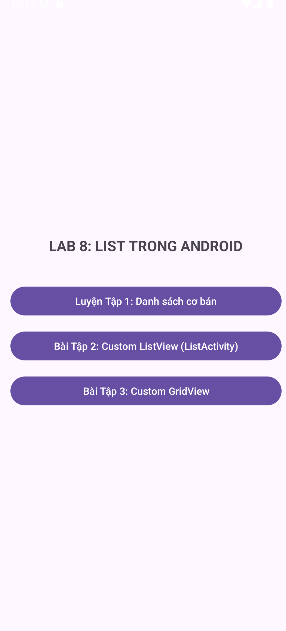 LAB 8: LIST TRONG ANDROID
Luyện Tập 1: Danh sách cơ bản
Bài Tập 2: Custom ListView (ListActivity)
Bài Tập 3: Custom GridView